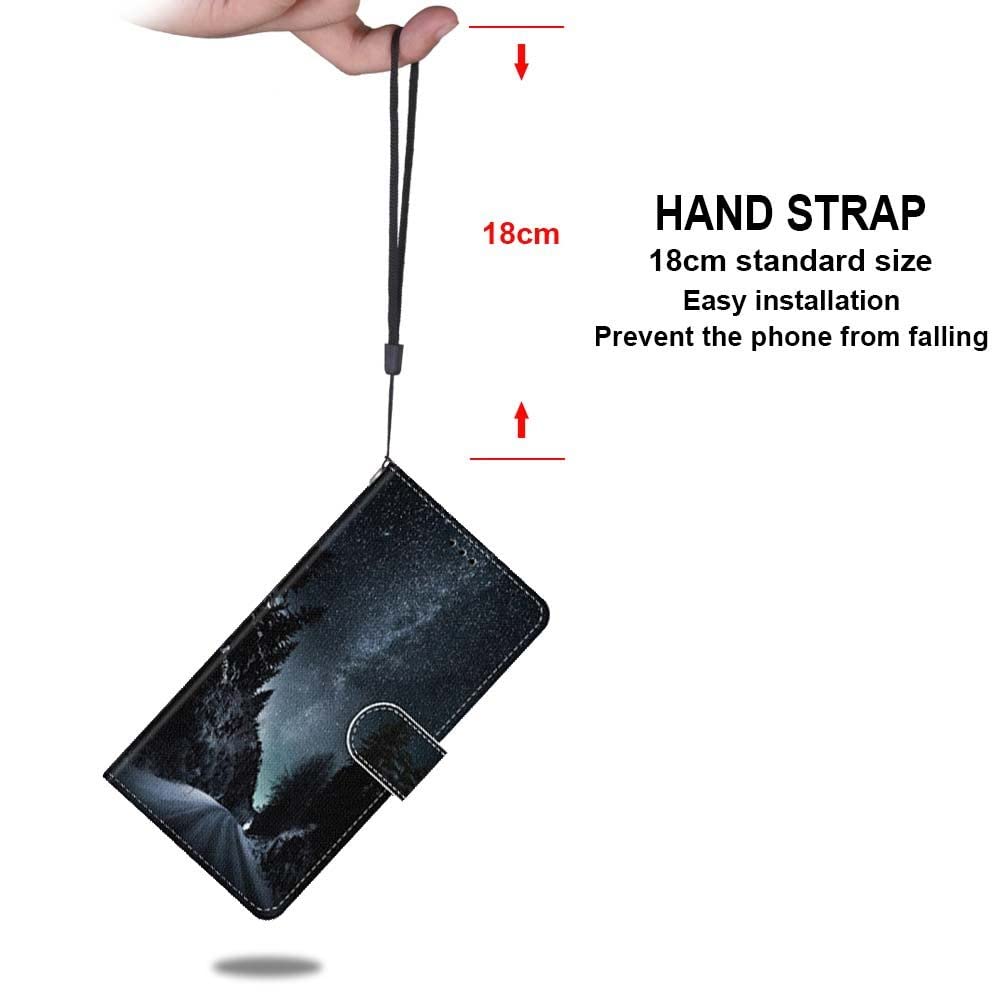 18cm
HAND STRAP
18cm standard size
Easy installation
Prevent the phone from falling